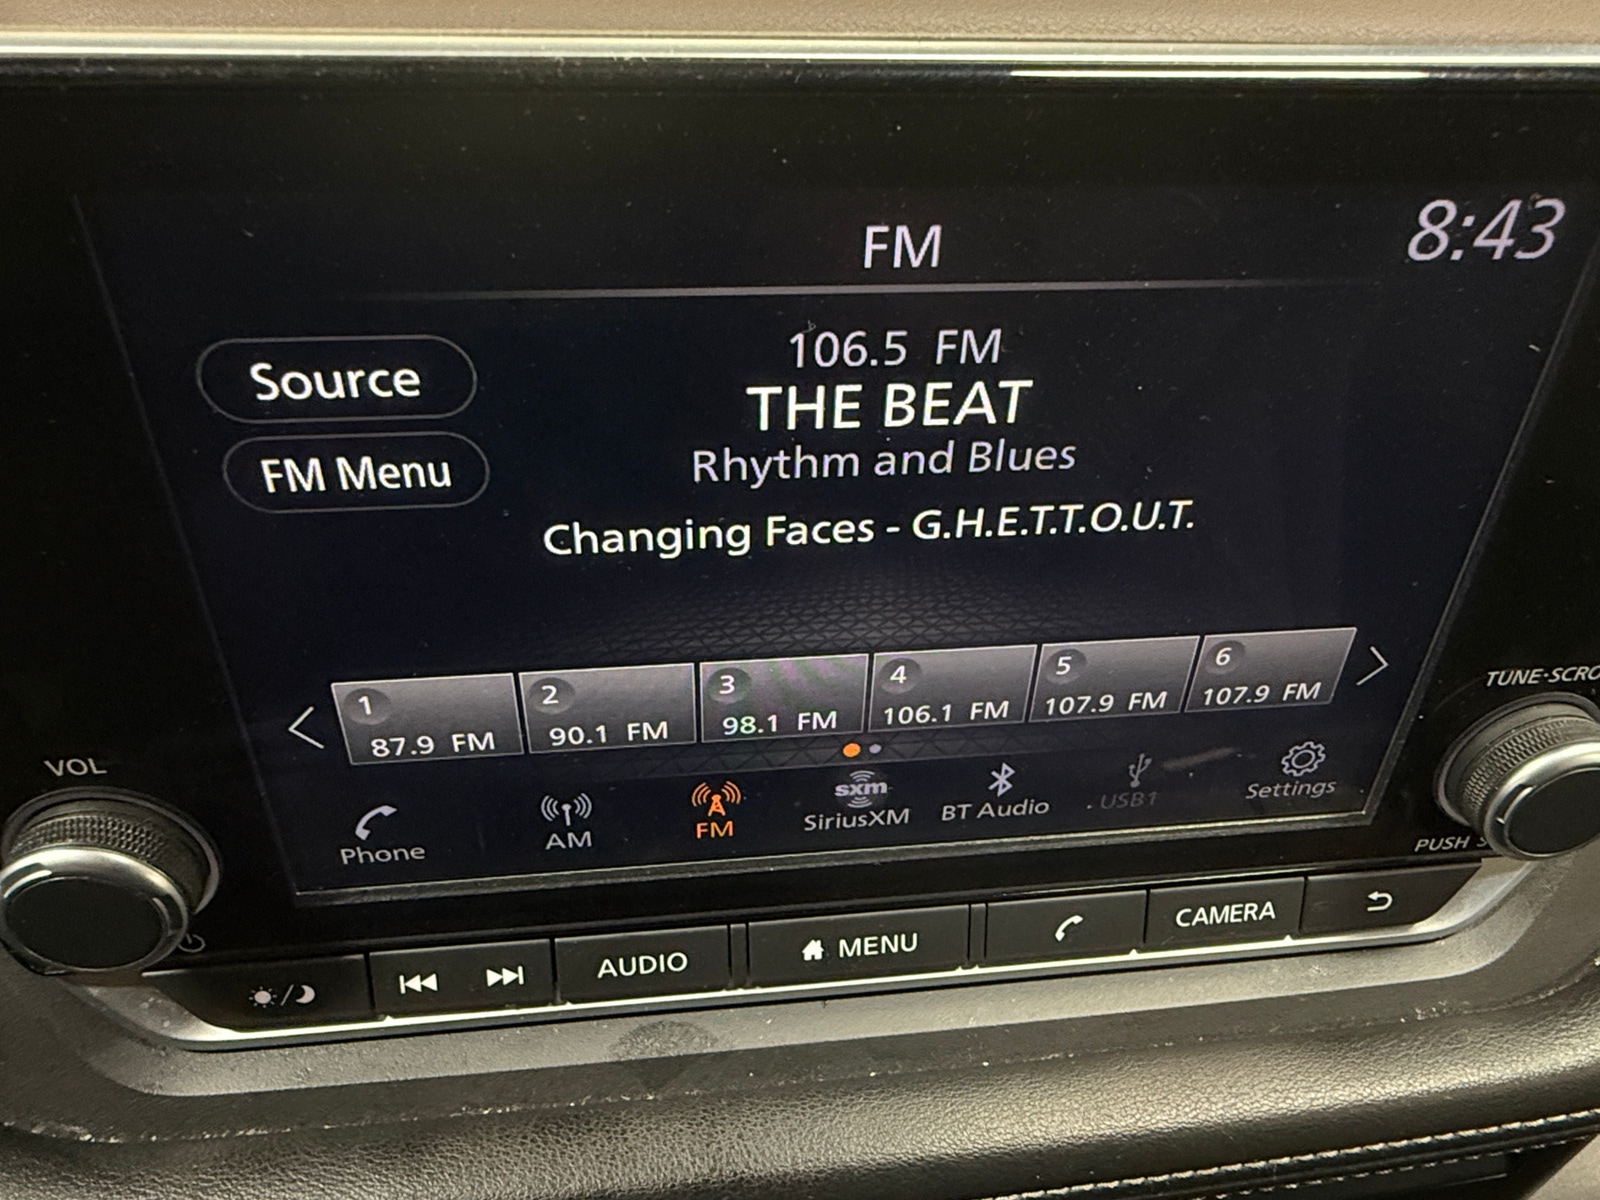 FM
8:43
106.5 FM
THE BEAT
Rhythm and Blues
Changing Faces - G.H.E.T.T.O.U.T.
Source
FM Menu
1
87.9 FM
2
90.1 FM
3
98.1 FM
4
106.1 FM
5
107.9 FM
6
107.9 FM
Phone
AM
FM
sxm
SiriusXM
BT Audio
USB1
Settings
VOL
TUNE·SCRO
PUSH
AUDIO
MENU
CAMERA